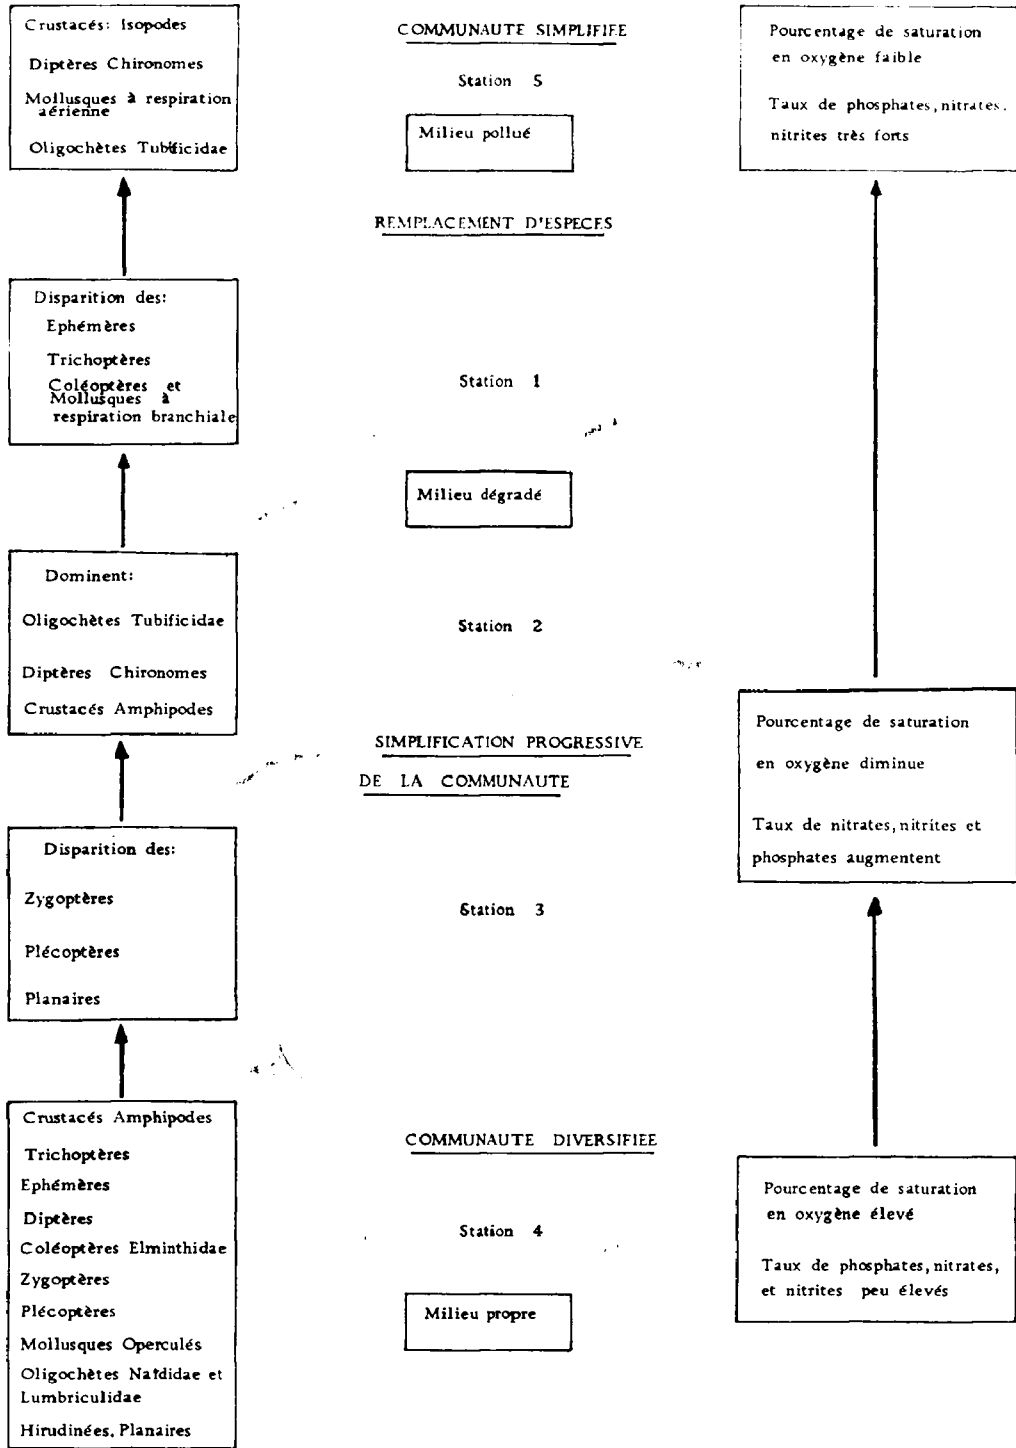 Crustacés: Isopodes
Diptères Chironomes
Mollusques à respiration
aérienne
Oligochètes Tubificidae
COMMUNAUTE SIMPLIFIEE
Station 5
Milieu pollué
Pourcentage de saturation
en oxygène faible
Taux de phosphates, nitrates.
nitrites très forts
REMPLACEMENT D'ESPECES
Disparition des:
Ephémères
Trichoptères
Coléoptères et
Mollusques à
respiration branchiale
Station 1
Milieu dégradé
Dominent:
Oligochètes Tubificidae
Diptères Chironomes
Crustacés Amphipodes
Station 2
SIMPLIFICATION PROGRESSIVE
DE LA COMMUNAUTE
Pourcentage de saturation
en oxygène diminue
Taux de nitrates, nitrites et
phosphates augmentent
Disparition des:
Zygoptères
Plécoptères
Planaires
Station 3
Crustacés Amphipodes
Trichoptères
Ephémères
Diptères
Coléoptères Elminthidae
Zygoptères
Plécoptères
Mollusques Operculés
Oligochètes Naïdidae et
Lumbriculidae
Hirudinées, Planaires
COMMUNAUTE DIVERSIFIEE
Station 4
Milieu propre
Pourcentage de saturation
en oxygène élevé
Taux de phosphates, nitrates,
et nitrites peu élevés